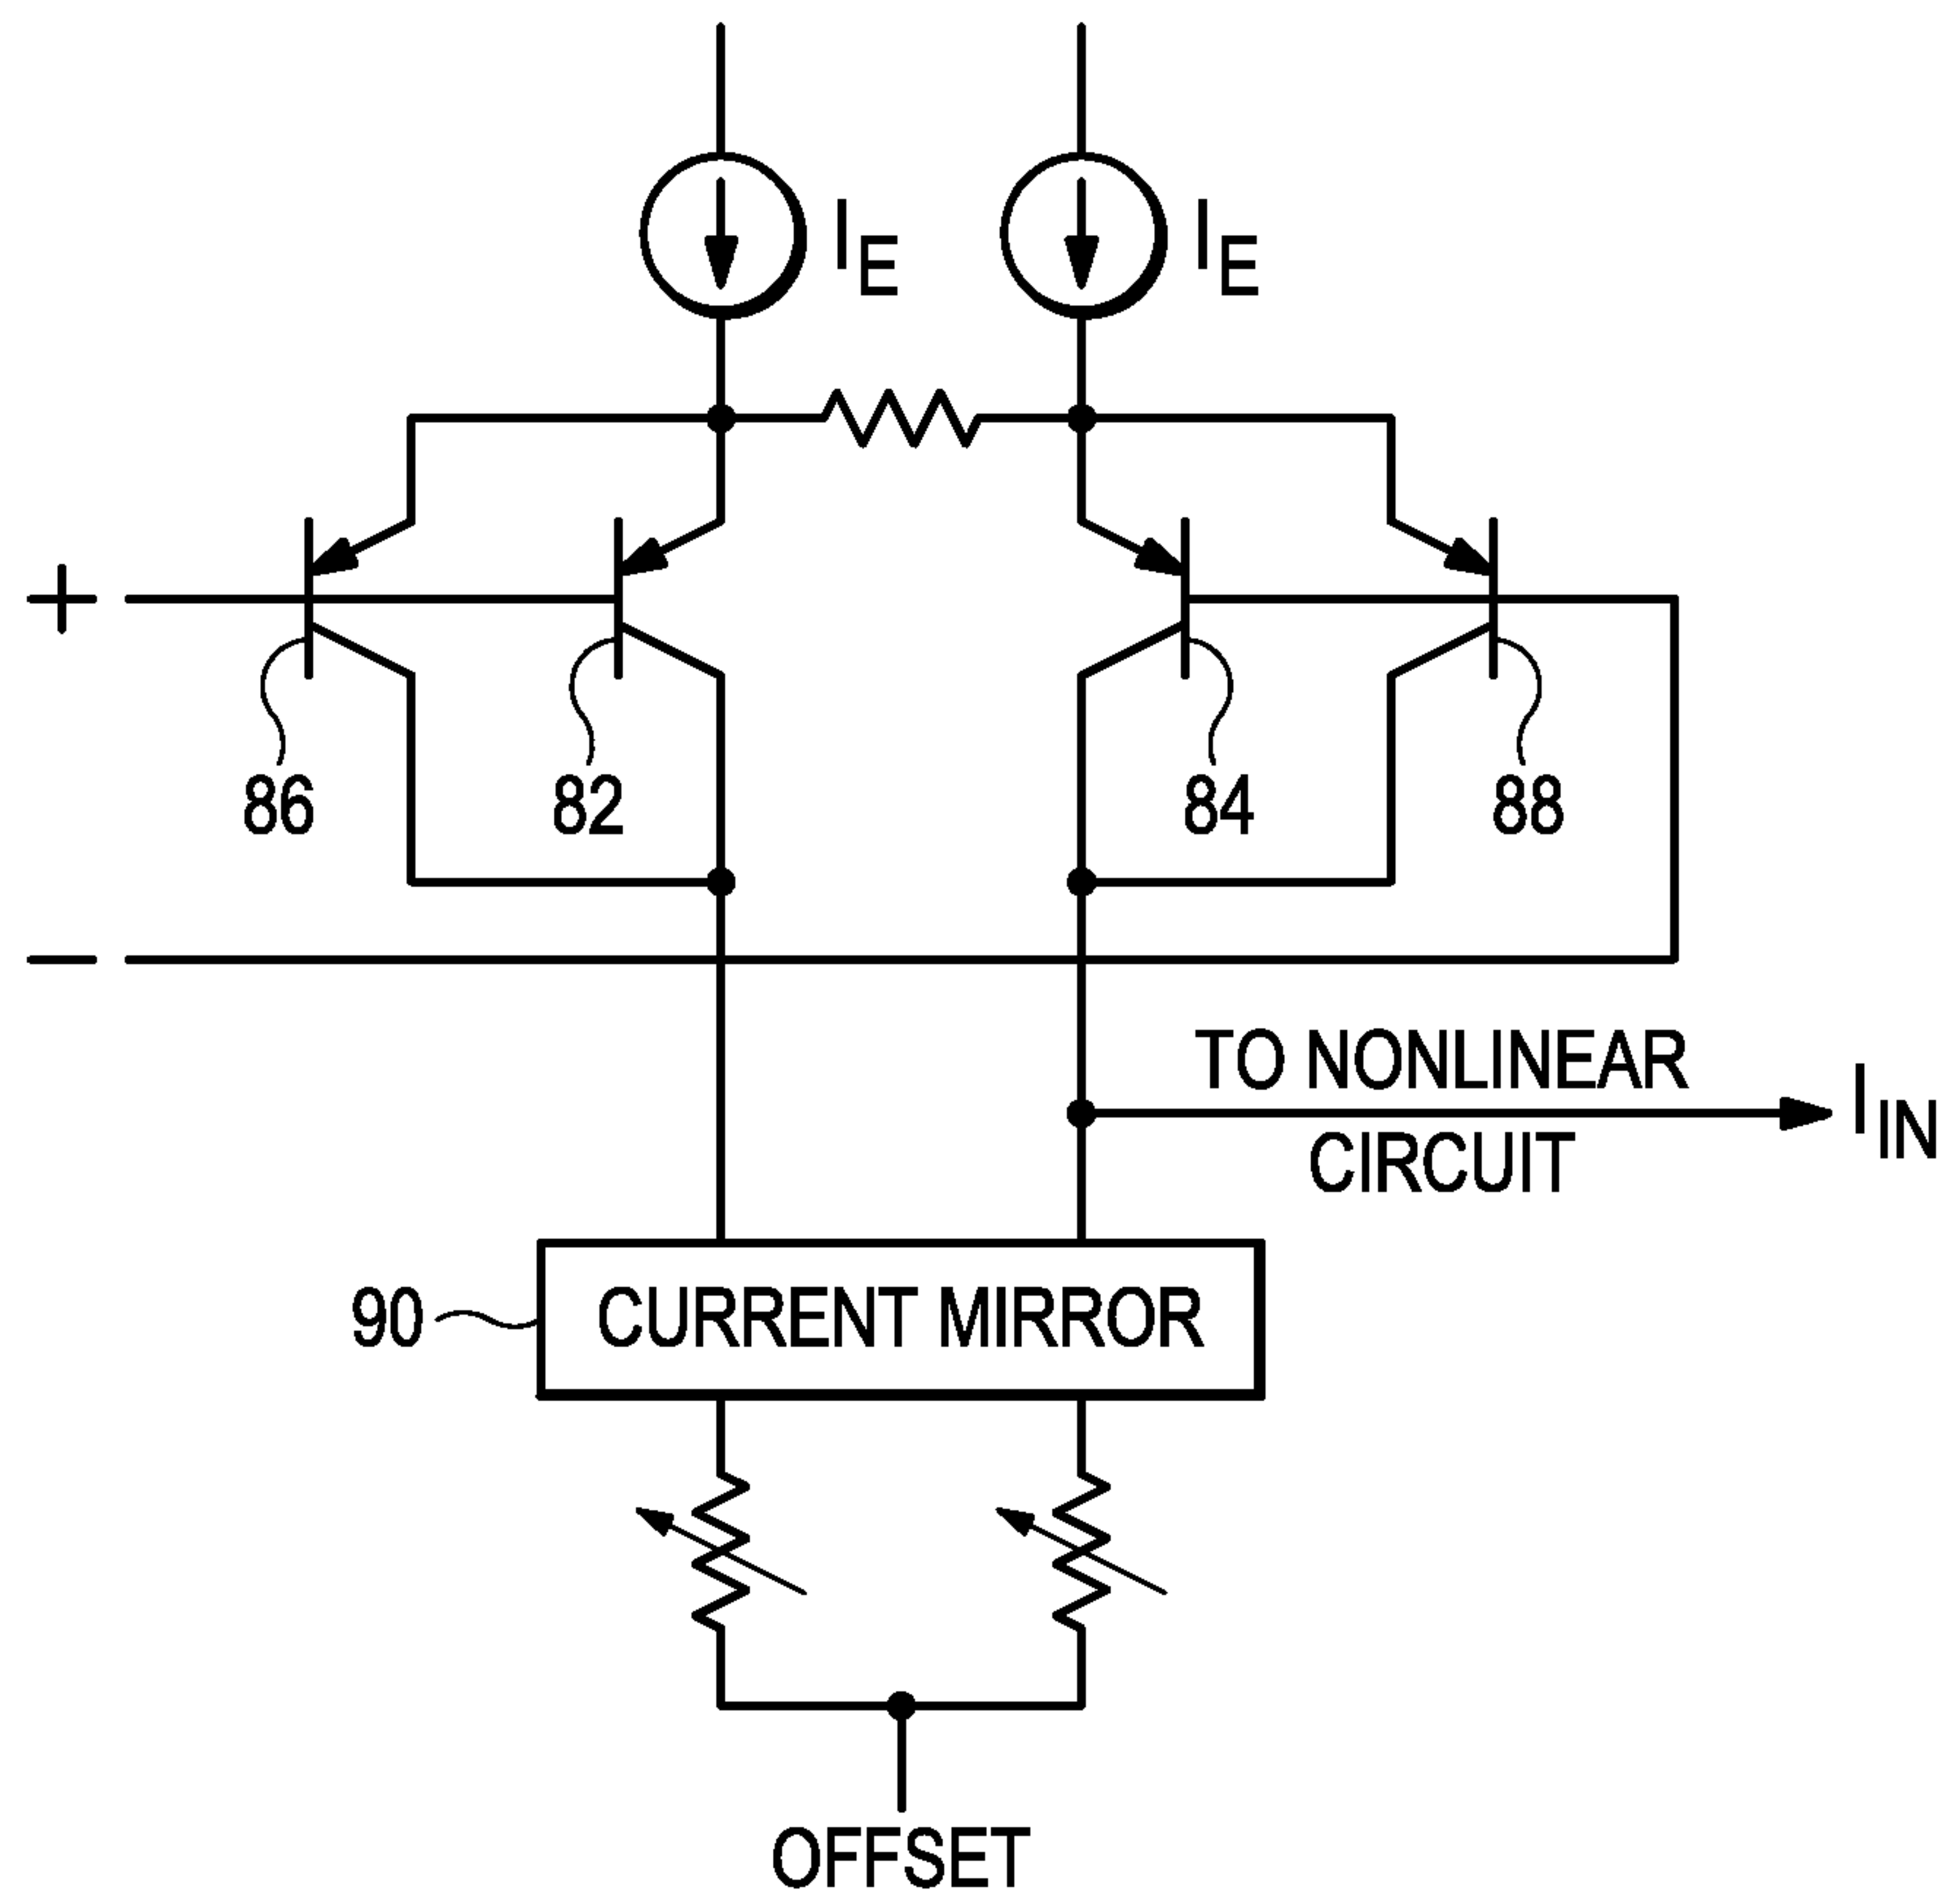 I_E I_E
+
86 82 84 88
−
TO NONLINEAR
CIRCUIT
I_IN
90 CURRENT MIRROR
OFFSET